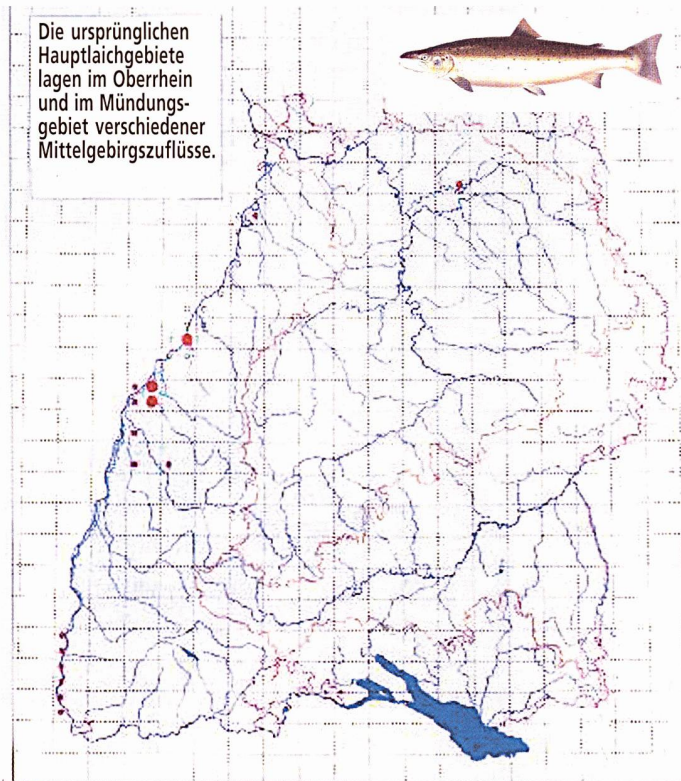 Die ursprünglichen
Hauptlaichgebiete
lagen im Oberrhein
und im Mündungs-
gebiet verschiedener
Mittelgebirgszuflüsse.